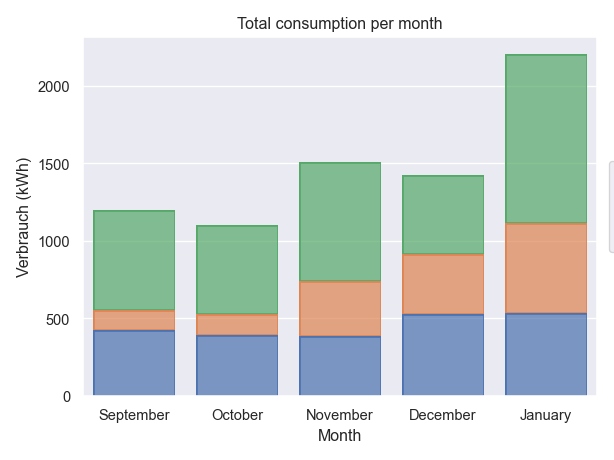 Total consumption per month
Verbrauch (kWh)
2000
1500
1000
500
0
September October November December January
Month